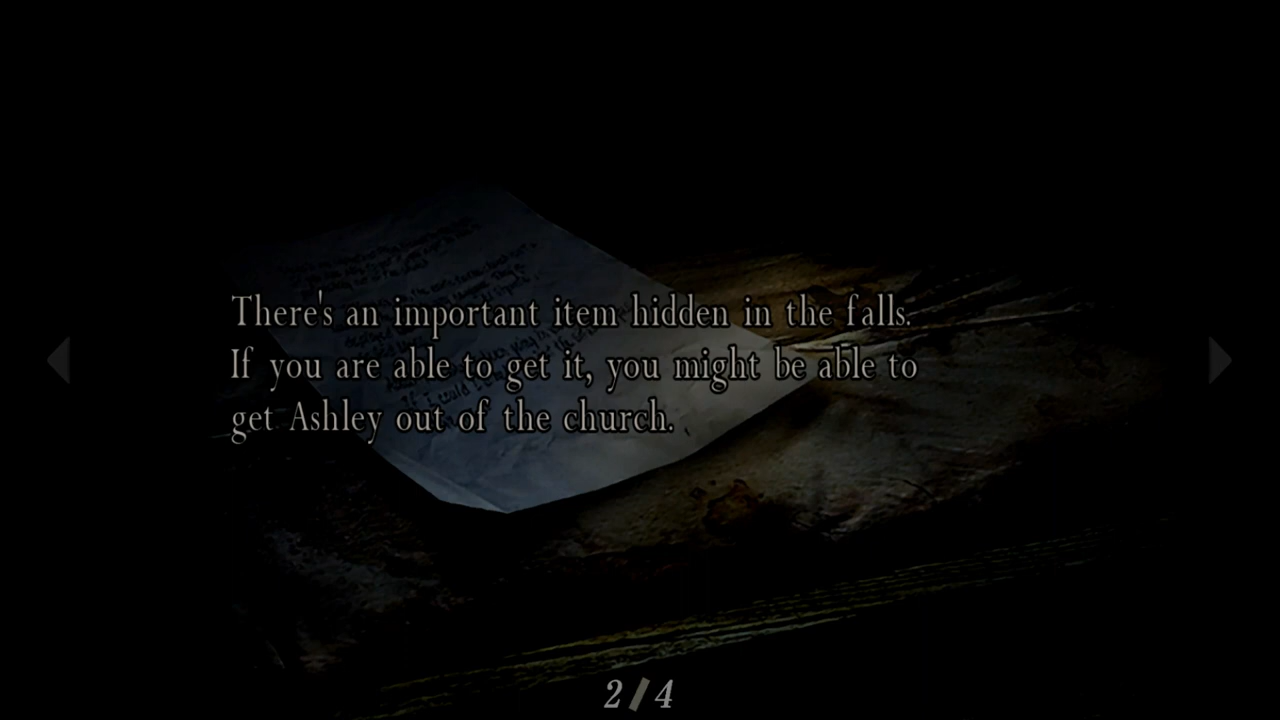 There's an important item hidden in the falls.
If you are able to get it, you might be able to
get Ashley out of the church.
2/4